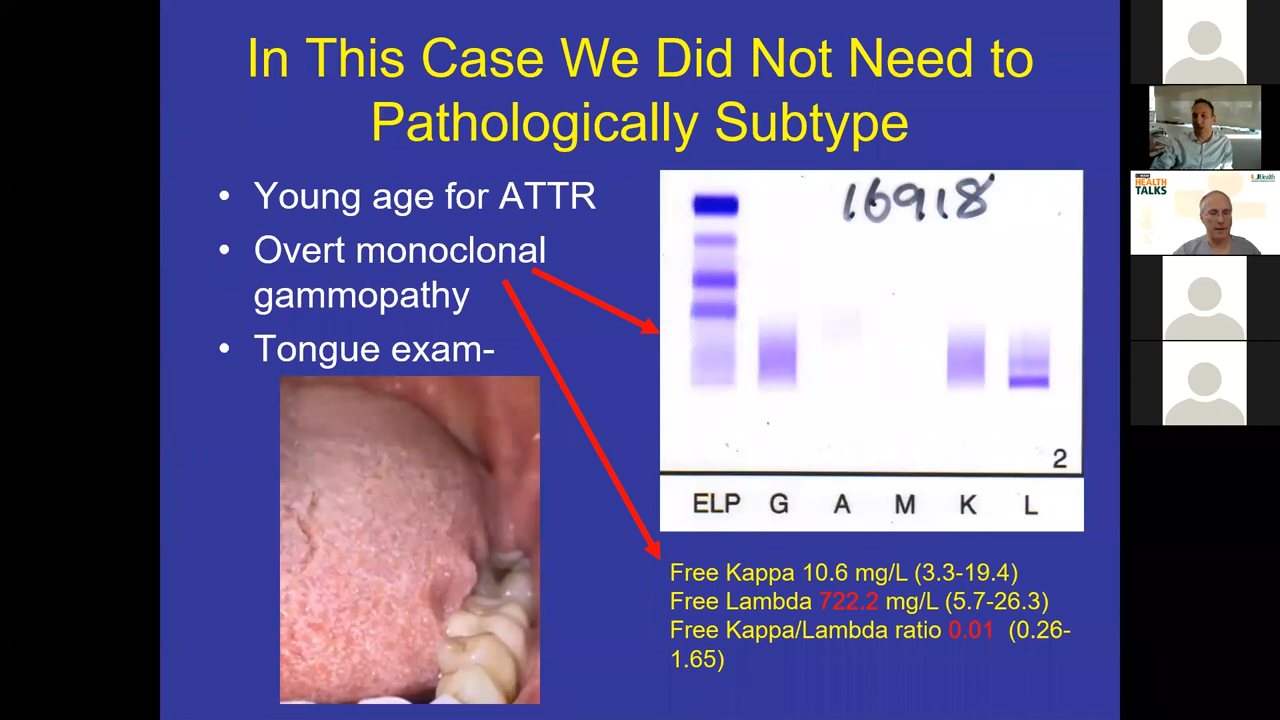 In This Case We Did Not Need to
Pathologically Subtype
• Young age for ATTR
• Overt monoclonal
gammopathy
• Tongue exam-
16918
2
ELP G A M K L
Free Kappa 10.6 mg/L (3.3-19.4)
Free Lambda 722.2 mg/L (5.7-26.3)
Free Kappa/Lambda ratio 0.01 (0.26-
1.65)
HEALTH
TALKS
UHealth